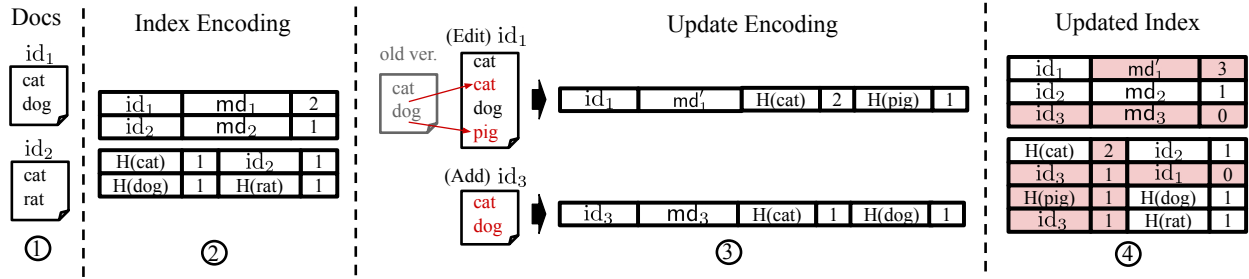 Docs
id₁
cat
dog
id₂
cat
rat
①
Index Encoding
id₁ md₁ 2
id₂ md₂ 1
H(cat) 1 id₂ 1
H(dog) 1 H(rat) 1
②
Update Encoding
old ver.
cat
dog
(Edit) id₁
cat
cat
dog
pig
id₁ md₁′ H(cat) 2 H(pig) 1
(Add) id₃
cat
dog
id₃ md₃ H(cat) 1 H(dog) 1
③
Updated Index
id₁ md₁′ 3
id₂ md₂ 1
id₃ md₃ 0
H(cat) 2 id₂ 1
id₃ 1 id₁ 0
H(pig) 1 H(dog) 1
id₃ 1 H(rat) 1
④